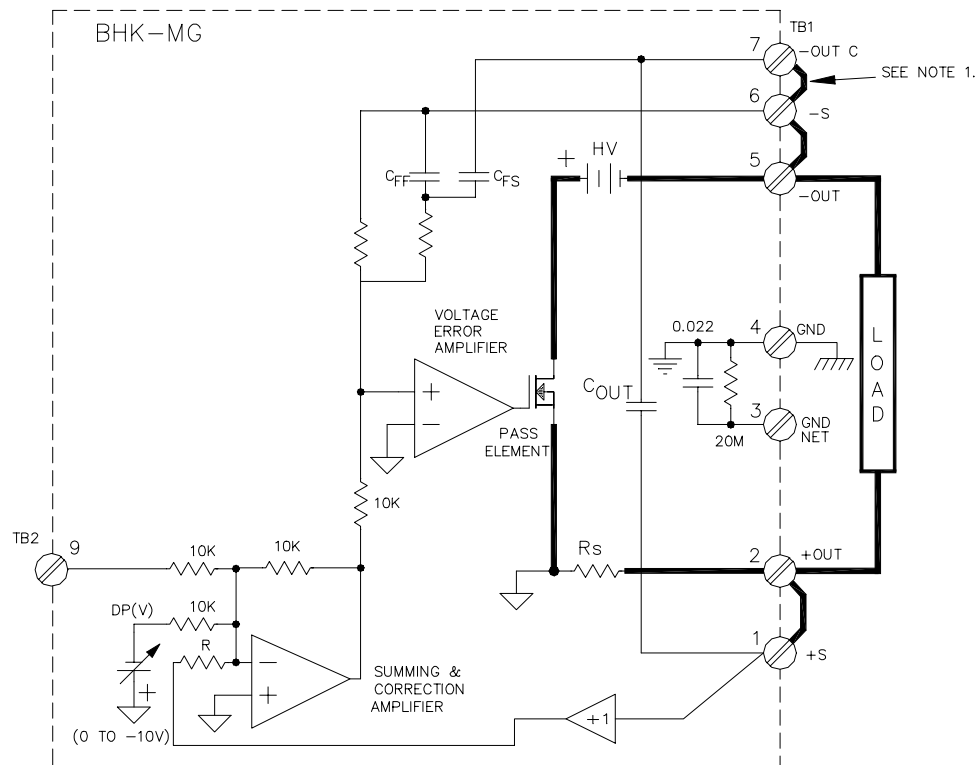 BHK-MG
TB1
7
-OUT C
SEE NOTE 1.
6
-S
5
-OUT
+
HV
CFF
CFS
VOLTAGE
ERROR
AMPLIFIER
+
-
PASS
ELEMENT
COUT
0.022
4
GND
3
GND
NET
20M
LOAD
10K
TB2
9
10K
10K
Rs
2
+OUT
DP(V)
10K
R
+
-
+
SUMMING &
CORRECTION
AMPLIFIER
1
+S
+1
(0 TO -10V)